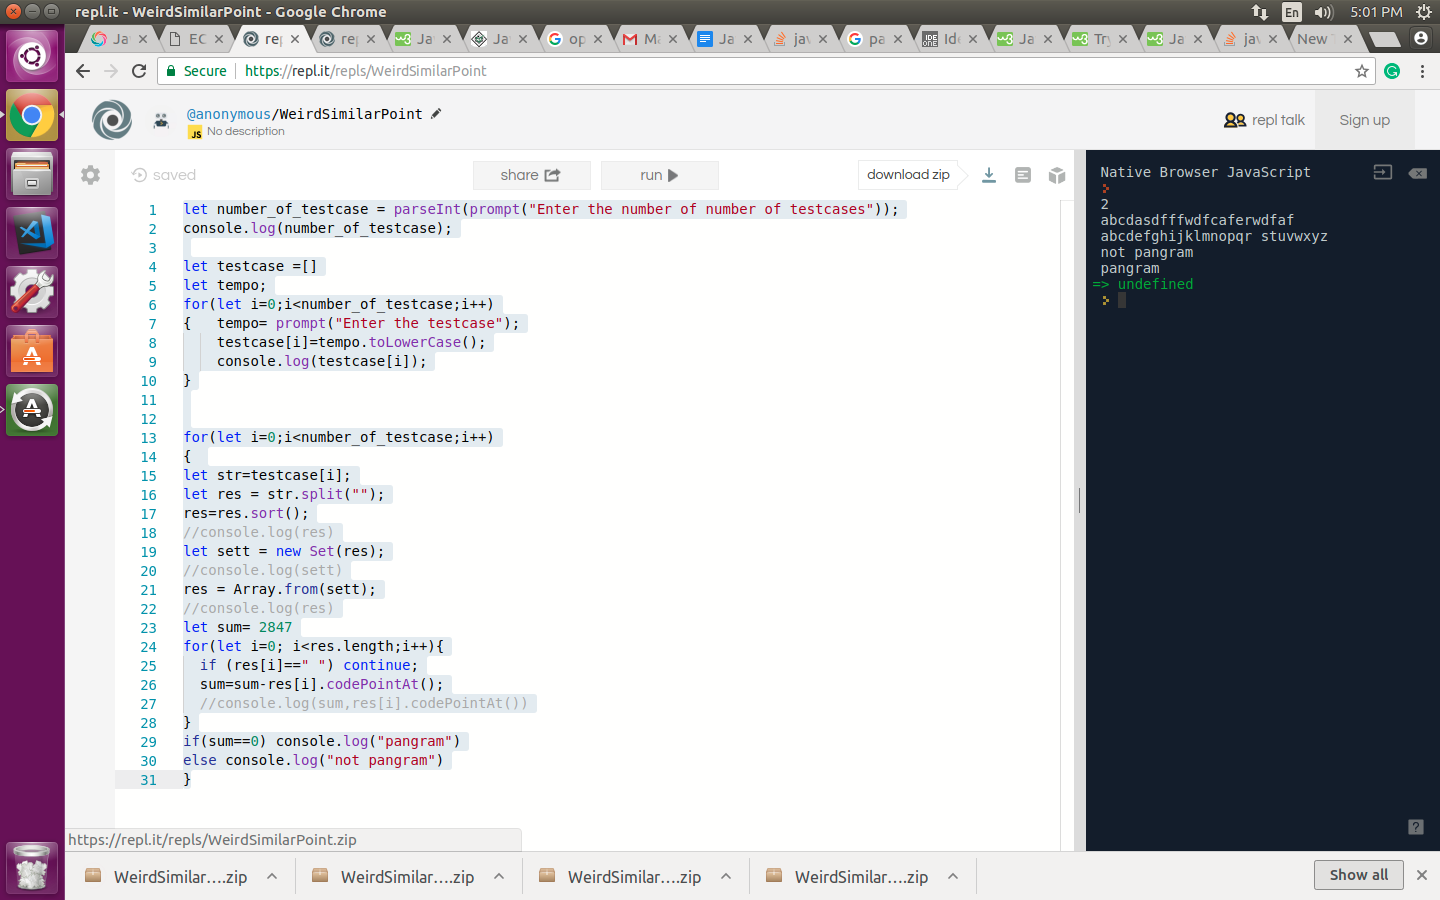 repl.it - WeirdSimilarPoint - Google Chrome
En
5:01 PM
Ja
EC
rep
rep
Ja
Ja
op
Ma
Ja
jav
pa
Ide
Ja
Try
Ja
jav
New T
Secure
https://repl.it/repls/WeirdSimilarPoint
@anonymous/WeirdSimilarPoint
JS No description
repl talk
Sign up
saved
share
run
download zip
1 let number_of_testcase = parseInt(prompt("Enter the number of number of testcases"));
2 console.log(number_of_testcase);
3
4 let testcase =[]
5 let tempo;
6 for(let i=0;i<number_of_testcase;i++)
7 {   tempo= prompt("Enter the testcase");
8     testcase[i]=tempo.toLowerCase();
9     console.log(testcase[i]);
10 }
11
12
13 for(let i=0;i<number_of_testcase;i++)
14 {
15 let str=testcase[i];
16 let res = str.split("");
17 res=res.sort();
18 //console.log(res)
19 let sett = new Set(res);
20 //console.log(sett)
21 res = Array.from(sett);
22 //console.log(res)
23 let sum= 2847
24 for(let i=0; i<res.length;i++){
25   if (res[i]==" ") continue;
26   sum=sum-res[i].codePointAt();
27   //console.log(sum,res[i].codePointAt())
28 }
29 if(sum==0) console.log("pangram")
30 else console.log("not pangram")
31 }
Native Browser JavaScript
2
abcdasdfffwdfcaferwdfaf
abcdefghijklmnopqr stuvwxyz
not pangram
pangram
=> undefined
?
https://repl.it/repls/WeirdSimilarPoint.zip
WeirdSimilar....zip
WeirdSimilar....zip
WeirdSimilar....zip
WeirdSimilar....zip
Show all